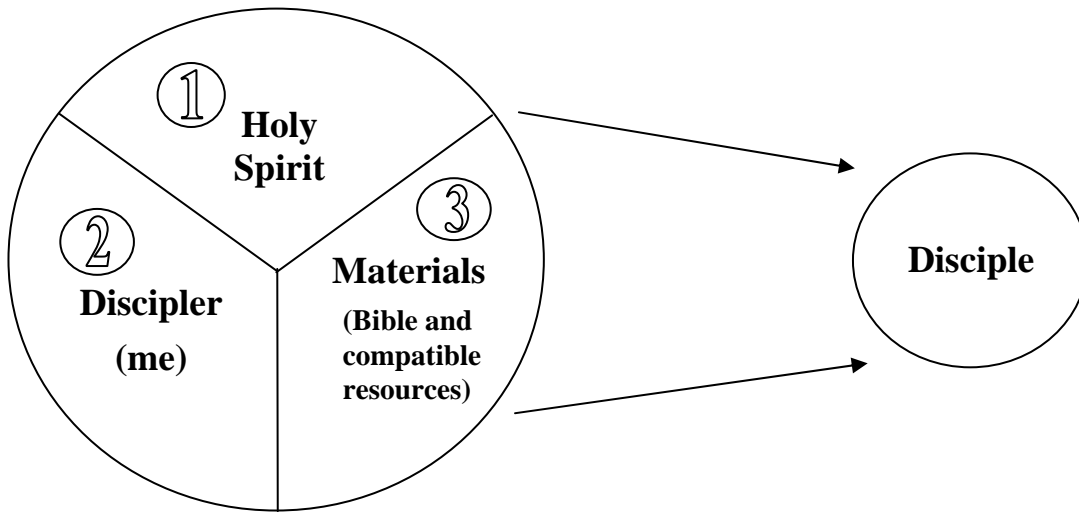 1
Holy
Spirit
2
Discipler
(me)
3
Materials
(Bible and
compatible
resources)
Disciple